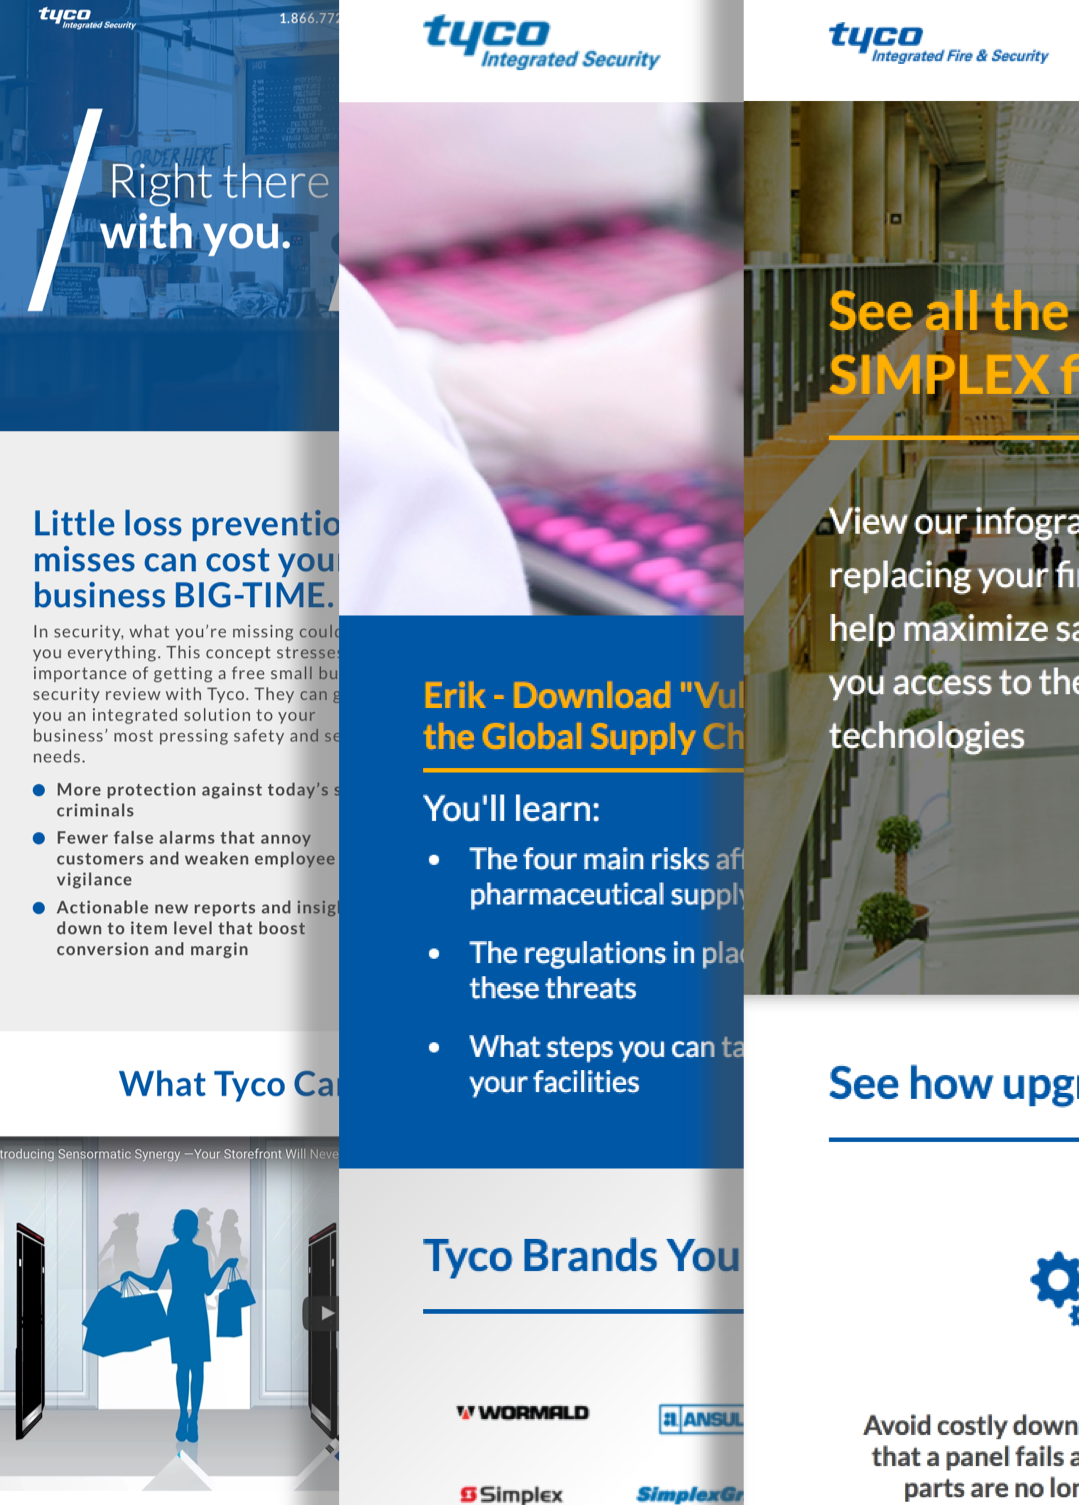 tyco
Integrated Security
1.866.772
ORDER HERE
Right there
with you.
Little loss preventio
misses can cost your
business BIG-TIME.
In security, what you're missing could
you everything. This concept stresses
importance of getting a free small bu
security review with Tyco. They can g
you an integrated solution to your
business' most pressing safety and se
needs.
More protection against today's s
criminals
Fewer false alarms that annoy
customers and weaken employee
vigilance
Actionable new reports and insig
down to item level that boost
conversion and margin
What Tyco Can
troducing Sensormatic Synergy —Your Storefront Will Neve
tyco
Integrated Security
Erik - Download "Vul
the Global Supply Ch
You'll learn:
• The four main risks aff
pharmaceutical supply
• The regulations in plac
these threats
• What steps you can ta
your facilities
Tyco Brands You
WORMALD
ANSUL
Simplex
SimplexGr
tyco
Integrated Fire & Security
See all the
SIMPLEX f
View our infogra
replacing your fir
help maximize sa
you access to the
technologies
See how upgr
Avoid costly down
that a panel fails a
parts are no lon